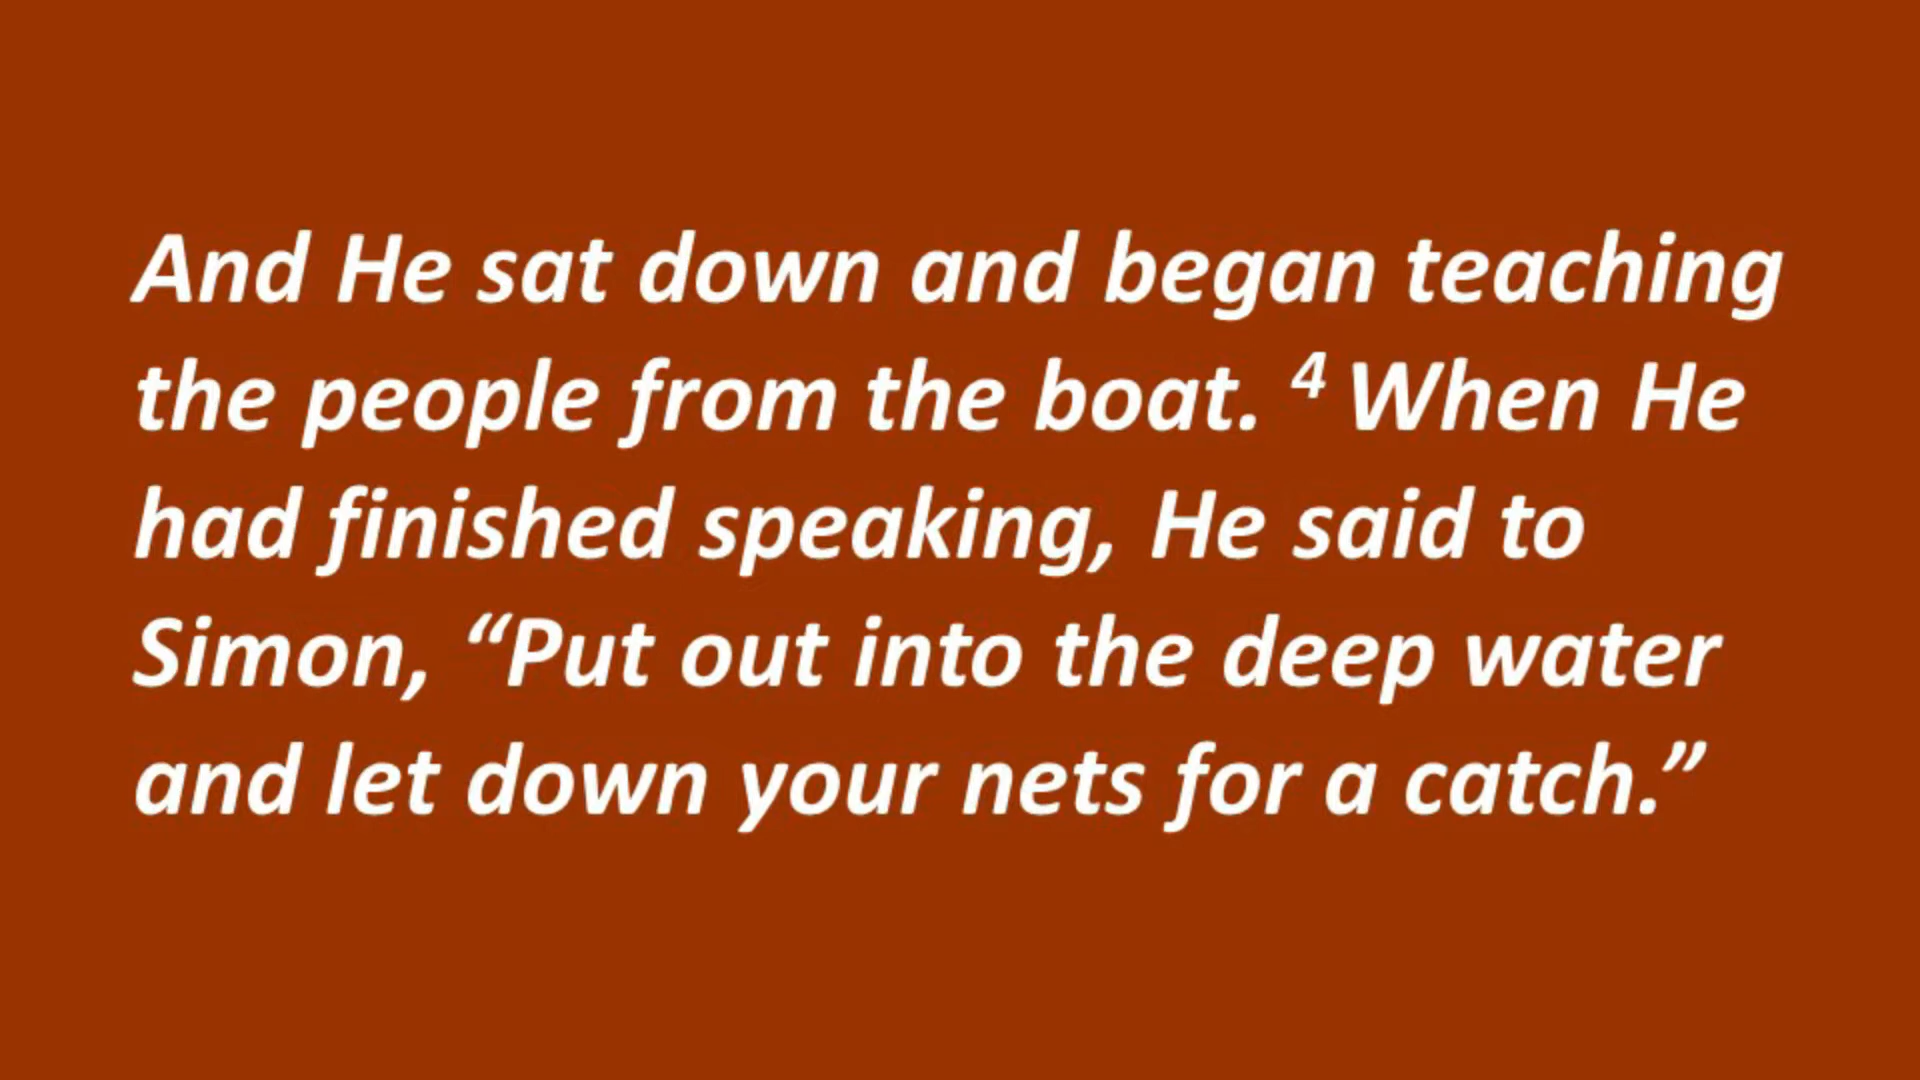 And He sat down and began teaching
the people from the boat. ⁴ When He
had finished speaking, He said to
Simon, “Put out into the deep water
and let down your nets for a catch.”